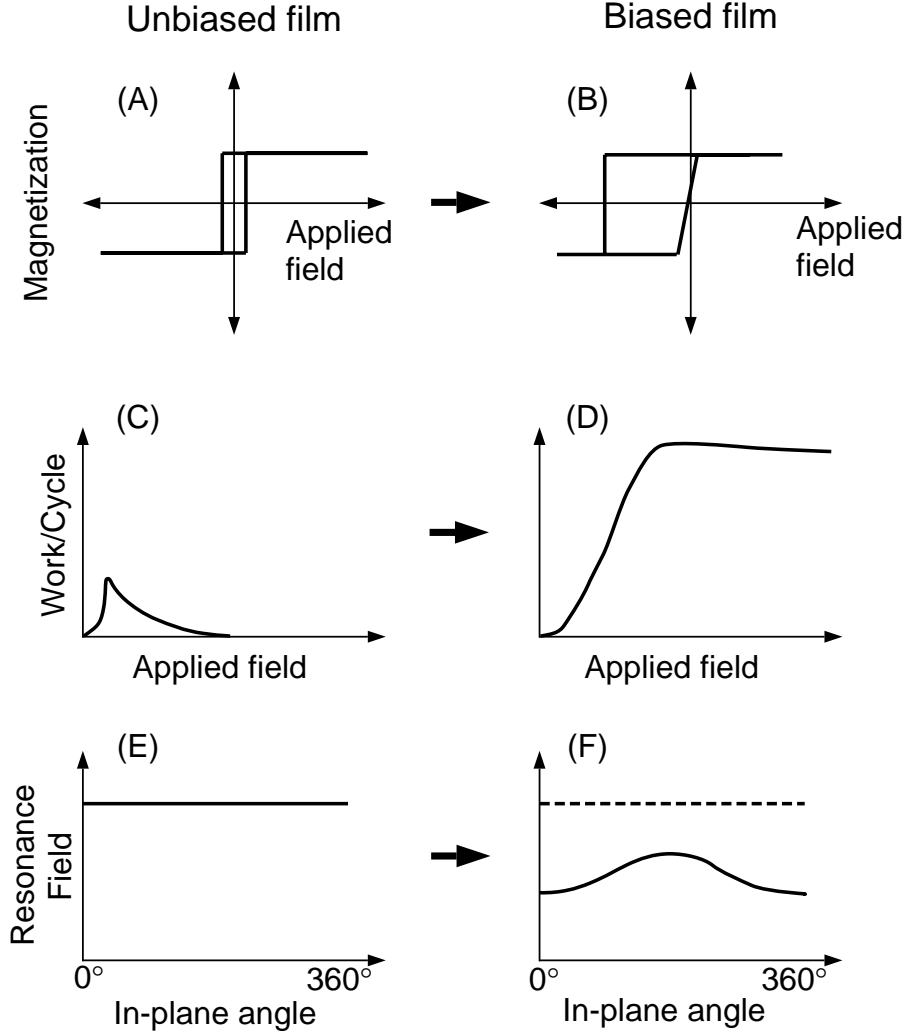 Unbiased film
Biased film
(A)
(B)
Magnetization
Applied
field
Applied
field
(C)
(D)
Work/Cycle
Applied field
Applied field
(E)
(F)
Resonance
Field
0°
360°
0°
360°
In-plane angle
In-plane angle